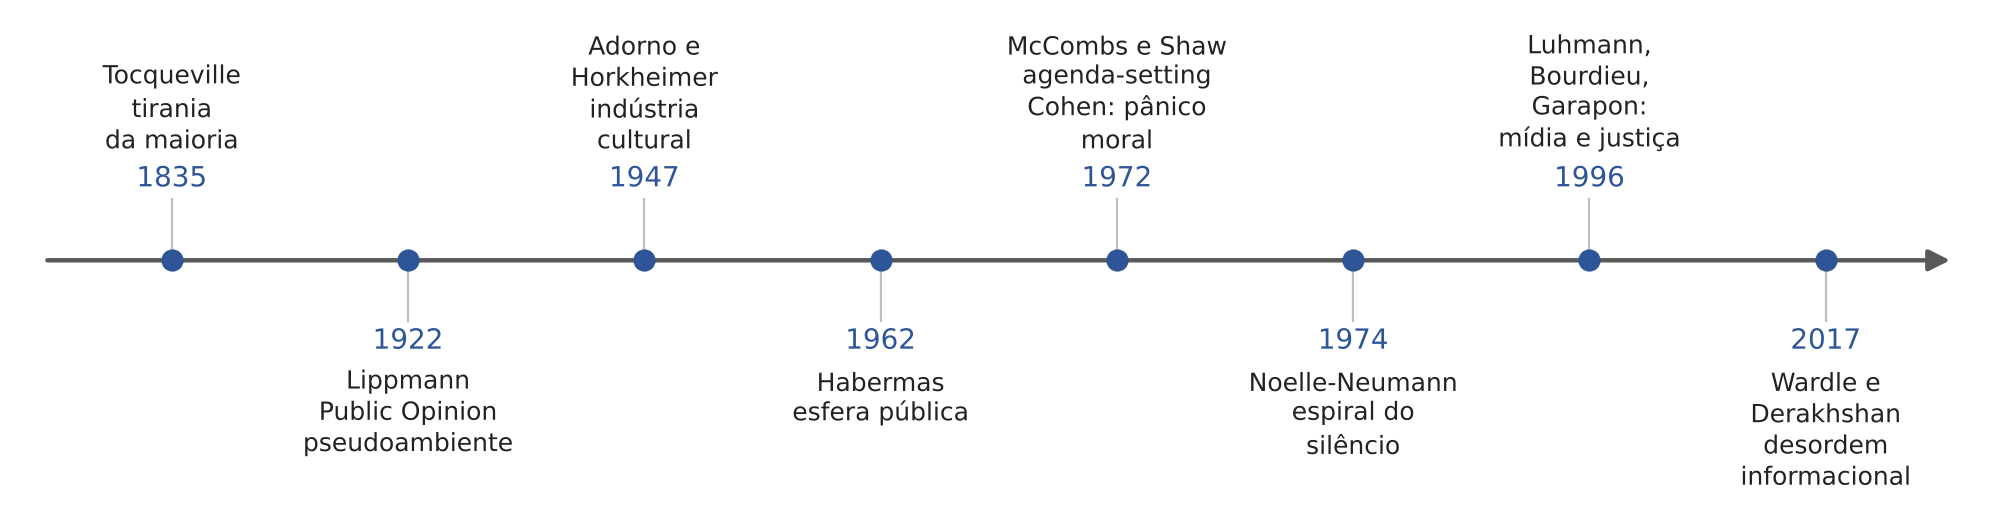 Tocqueville
tirania
da maioria
1835
1922
Lippmann
Public Opinion
pseudoambiente
Adorno e
Horkheimer
indústria
cultural
1947
1962
Habermas
esfera pública
McCombs e Shaw
agenda-setting
Cohen: pânico
moral
1972
1974
Noelle-Neumann
espiral do
silêncio
Luhmann,
Bourdieu,
Garapon:
mídia e justiça
1996
2017
Wardle e
Derakhshan
desordem
informacional